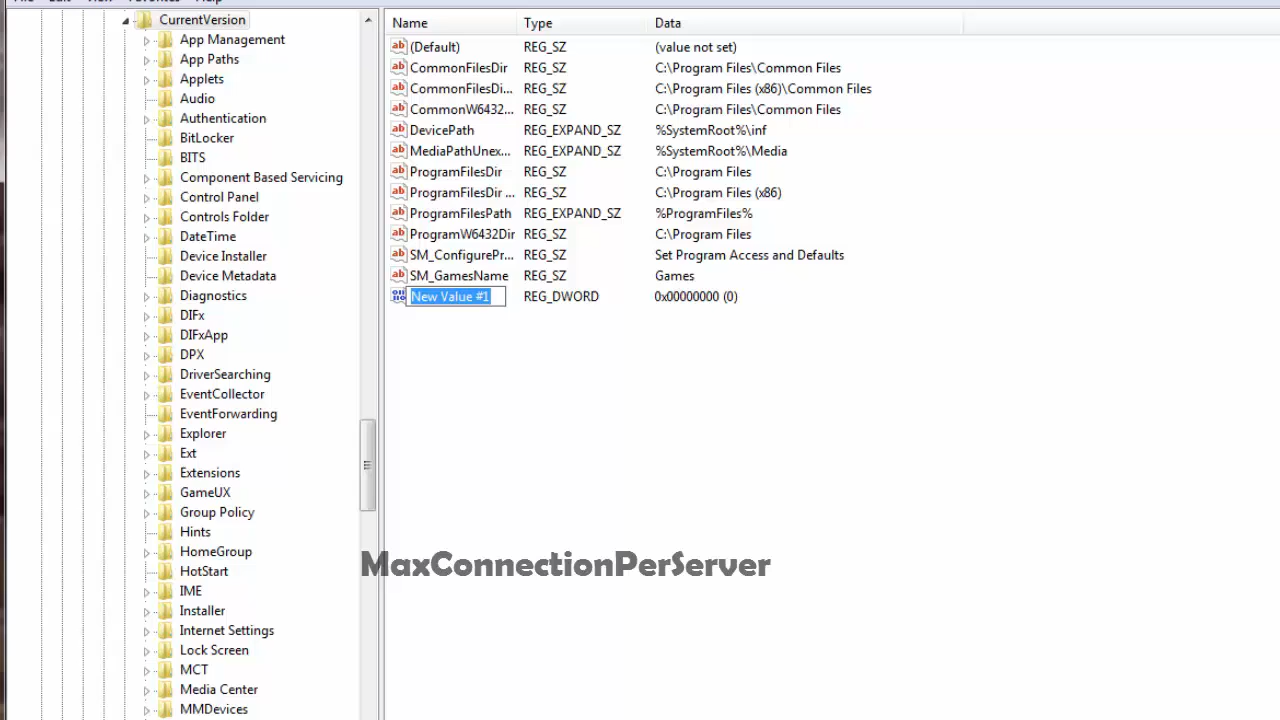 CurrentVersion
App Management
App Paths
Applets
Audio
Authentication
BitLocker
BITS
Component Based Servicing
Control Panel
Controls Folder
DateTime
Device Installer
Device Metadata
Diagnostics
DIFx
DIFxApp
DPX
DriverSearching
EventCollector
EventForwarding
Explorer
Ext
Extensions
GameUX
Group Policy
Hints
HomeGroup
HotStart
IME
Installer
Internet Settings
Lock Screen
MCT
Media Center
MMDevices
Name Type Data
(Default) REG_SZ (value not set)
CommonFilesDir REG_SZ C:\Program Files\Common Files
CommonFilesDi... REG_SZ C:\Program Files (x86)\Common Files
CommonW6432... REG_SZ C:\Program Files\Common Files
DevicePath REG_EXPAND_SZ %SystemRoot%\inf
MediaPathUnex... REG_EXPAND_SZ %SystemRoot%\Media
ProgramFilesDir REG_SZ C:\Program Files
ProgramFilesDir ... REG_SZ C:\Program Files (x86)
ProgramFilesPath REG_EXPAND_SZ %ProgramFiles%
ProgramW6432Dir REG_SZ C:\Program Files
SM_ConfigurePr... REG_SZ Set Program Access and Defaults
SM_GamesName REG_SZ Games
New Value #1 REG_DWORD 0x00000000 (0)
MaxConnectionPerServer